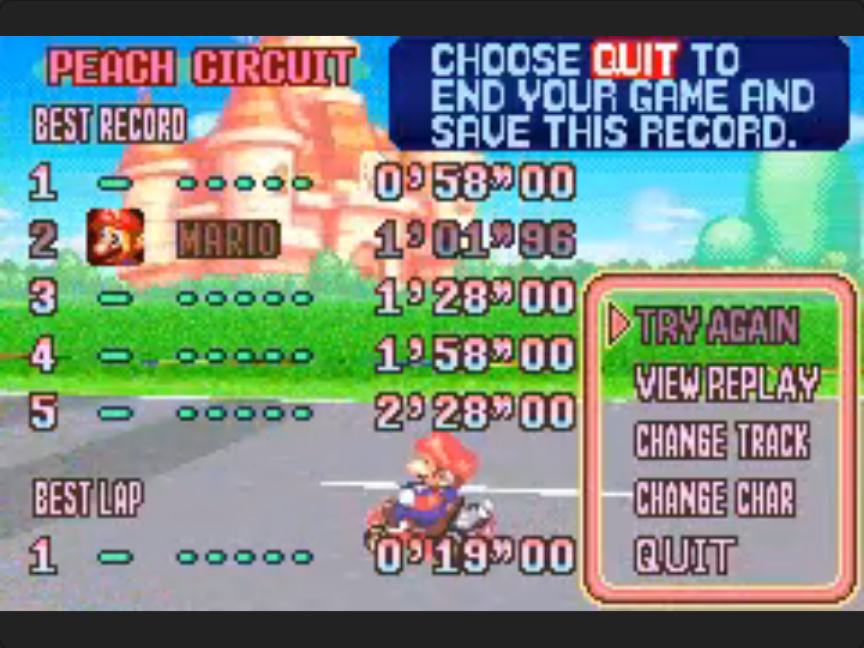 PEACH CIRCUIT
CHOOSE QUIT TO
END YOUR GAME AND
SAVE THIS RECORD.
BEST RECORD
1 - ••••• 0'58"00
2 MARIO 1'01"96
3 - ••••• 1'28"00
4 - ••••• 1'58"00
5 - ••••• 2'28"00
BEST LAP
1 - ••••• 0'19"00
TRY AGAIN
VIEW REPLAY
CHANGE TRACK
CHANGE CHAR
QUIT